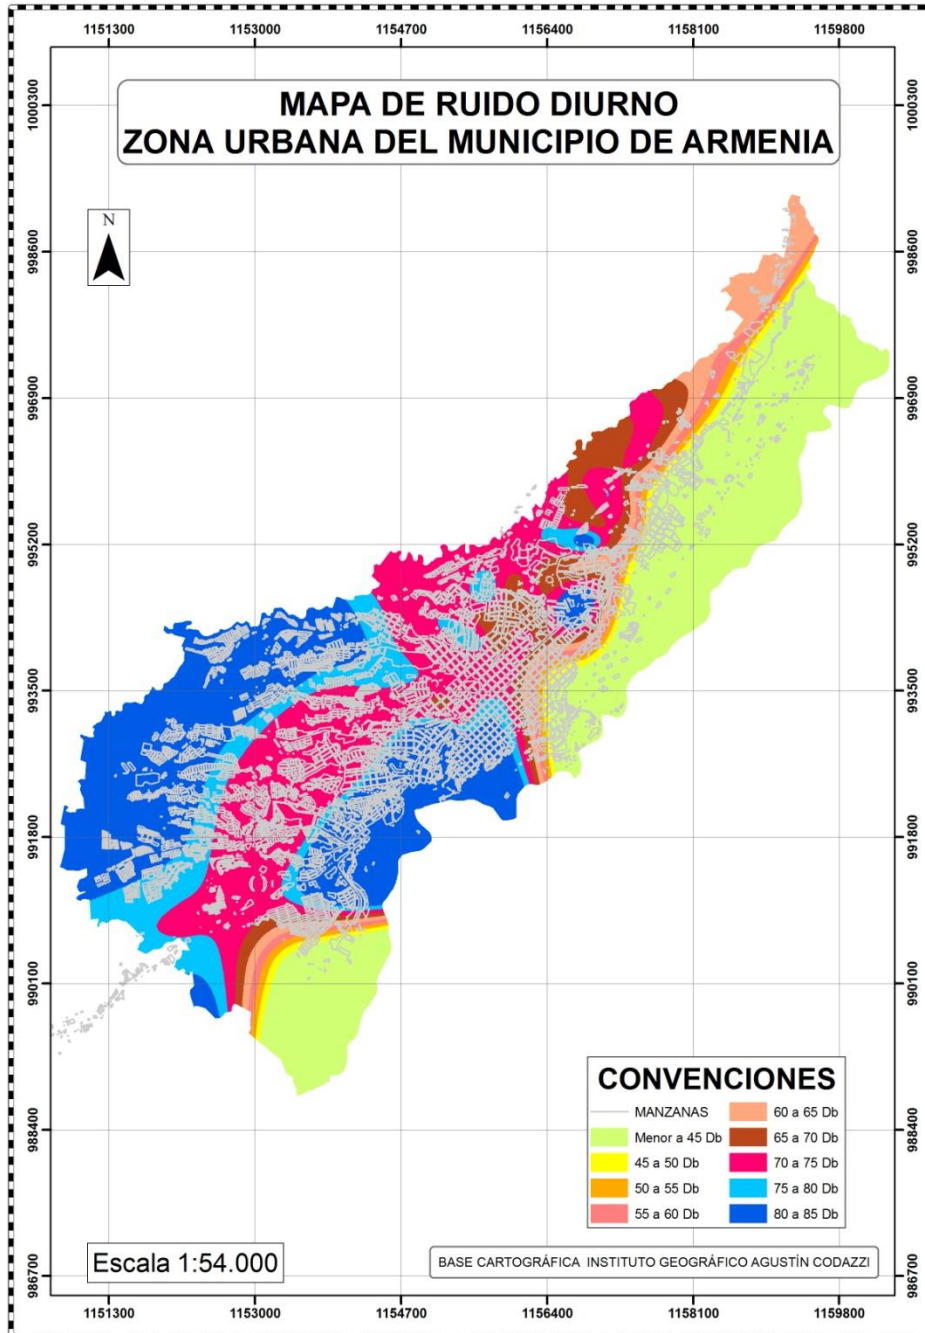 1151300 1153000 1154700 1156400 1158100 1159800
MAPA DE RUIDO DIURNO
ZONA URBANA DEL MUNICIPIO DE ARMENIA
N
1000300 1000300
998600 998600
996900 996900
995200 995200
993500 993500
991800 991800
990100 990100
988400 988400
986700 986700
CONVENCIONES
MANZANAS
Menor a 45 Db
45 a 50 Db
50 a 55 Db
55 a 60 Db
60 a 65 Db
65 a 70 Db
70 a 75 Db
75 a 80 Db
80 a 85 Db
Escala 1:54.000
BASE CARTOGRÁFICA INSTITUTO GEOGRÁFICO AGUSTÍN CODAZZI
1151300 1153000 1154700 1156400 1158100 1159800